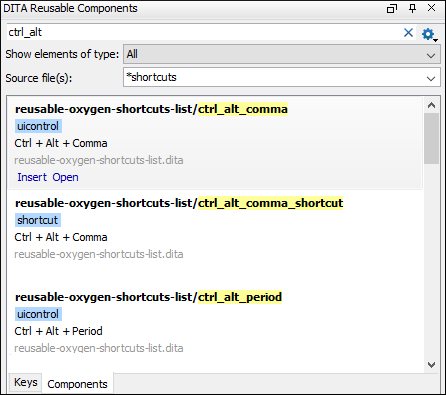 DITA Reusable Components
ctrl_alt
Show elements of type: All
Source file(s): *shortcuts
reusable-oxygen-shortcuts-list/ctrl_alt_comma
uicontrol
Ctrl + Alt + Comma
reusable-oxygen-shortcuts-list.dita
Insert Open
reusable-oxygen-shortcuts-list/ctrl_alt_comma_shortcut
shortcut
Ctrl + Alt + Comma
reusable-oxygen-shortcuts-list.dita
reusable-oxygen-shortcuts-list/ctrl_alt_period
uicontrol
Ctrl + Alt + Period
reusable-oxygen-shortcuts-list.dita
Keys Components